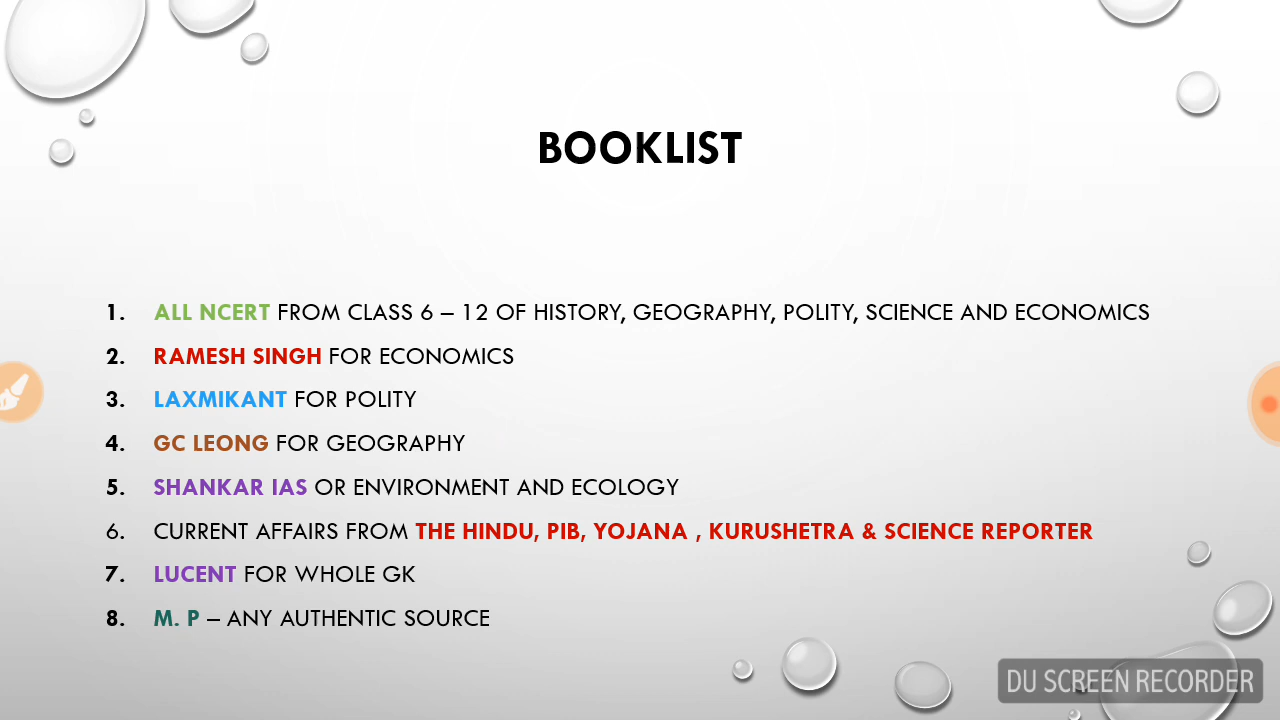 BOOKLIST
1. ALL NCERT FROM CLASS 6 – 12 OF HISTORY, GEOGRAPHY, POLITY, SCIENCE AND ECONOMICS
2. RAMESH SINGH FOR ECONOMICS
3. LAXMIKANT FOR POLITY
4. GC LEONG FOR GEOGRAPHY
5. SHANKAR IAS OR ENVIRONMENT AND ECOLOGY
6. CURRENT AFFAIRS FROM THE HINDU, PIB, YOJANA , KURUSHETRA & SCIENCE REPORTER
7. LUCENT FOR WHOLE GK
8. M. P – ANY AUTHENTIC SOURCE
DU SCREEN RECORDER